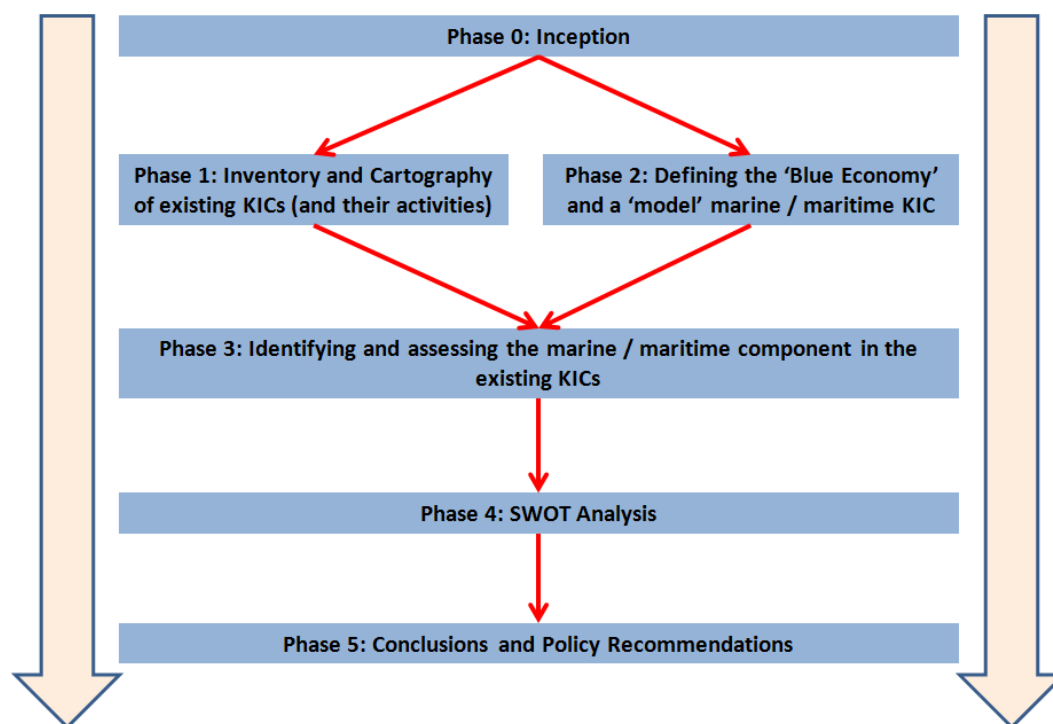 Phase 0: Inception
Phase 1: Inventory and Cartography
of existing KICs (and their activities)
Phase 2: Defining the ‘Blue Economy’
and a ‘model’ marine / maritime KIC
Phase 3: Identifying and assessing the marine / maritime component in the
existing KICs
Phase 4: SWOT Analysis
Phase 5: Conclusions and Policy Recommendations